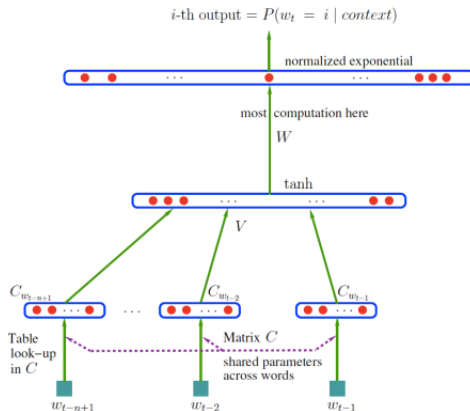 i-th output = P(w_t = i | context)
normalized exponential
... ...
most computation here
W
tanh
... ...
V
C_{w_{t-n+1}} C_{w_{t-2}} C_{w_{t-1}}
... ... ... ...
Table Matrix C
look-up shared parameters
in C across words
w_{t-n+1} w_{t-2} w_{t-1}